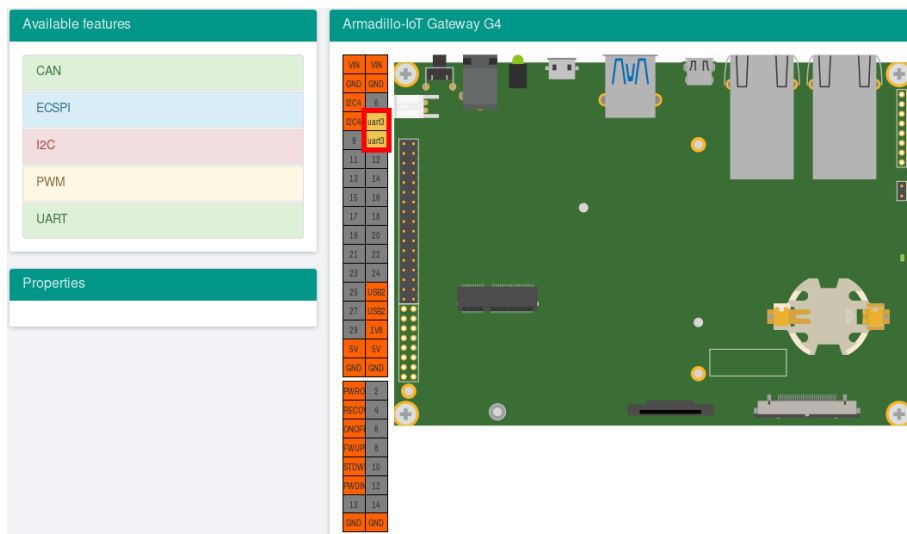 Available features
CAN
ECSPI
I2C
PWM
UART
Properties
Armadillo-IoT Gateway G4
VIN VIN
GND GND
I2C4 6
I2C4 uart3
9 uart3
11 12
13 14
15 16
17 18
19 20
21 22
23 24
25 USB2
27 USB2
29 1V8
5V 5V
GND GND
PWRO 2
RECO 4
ONOF 6
FWUP 8
STDW 10
PWDIN 12
13 14
GND GND